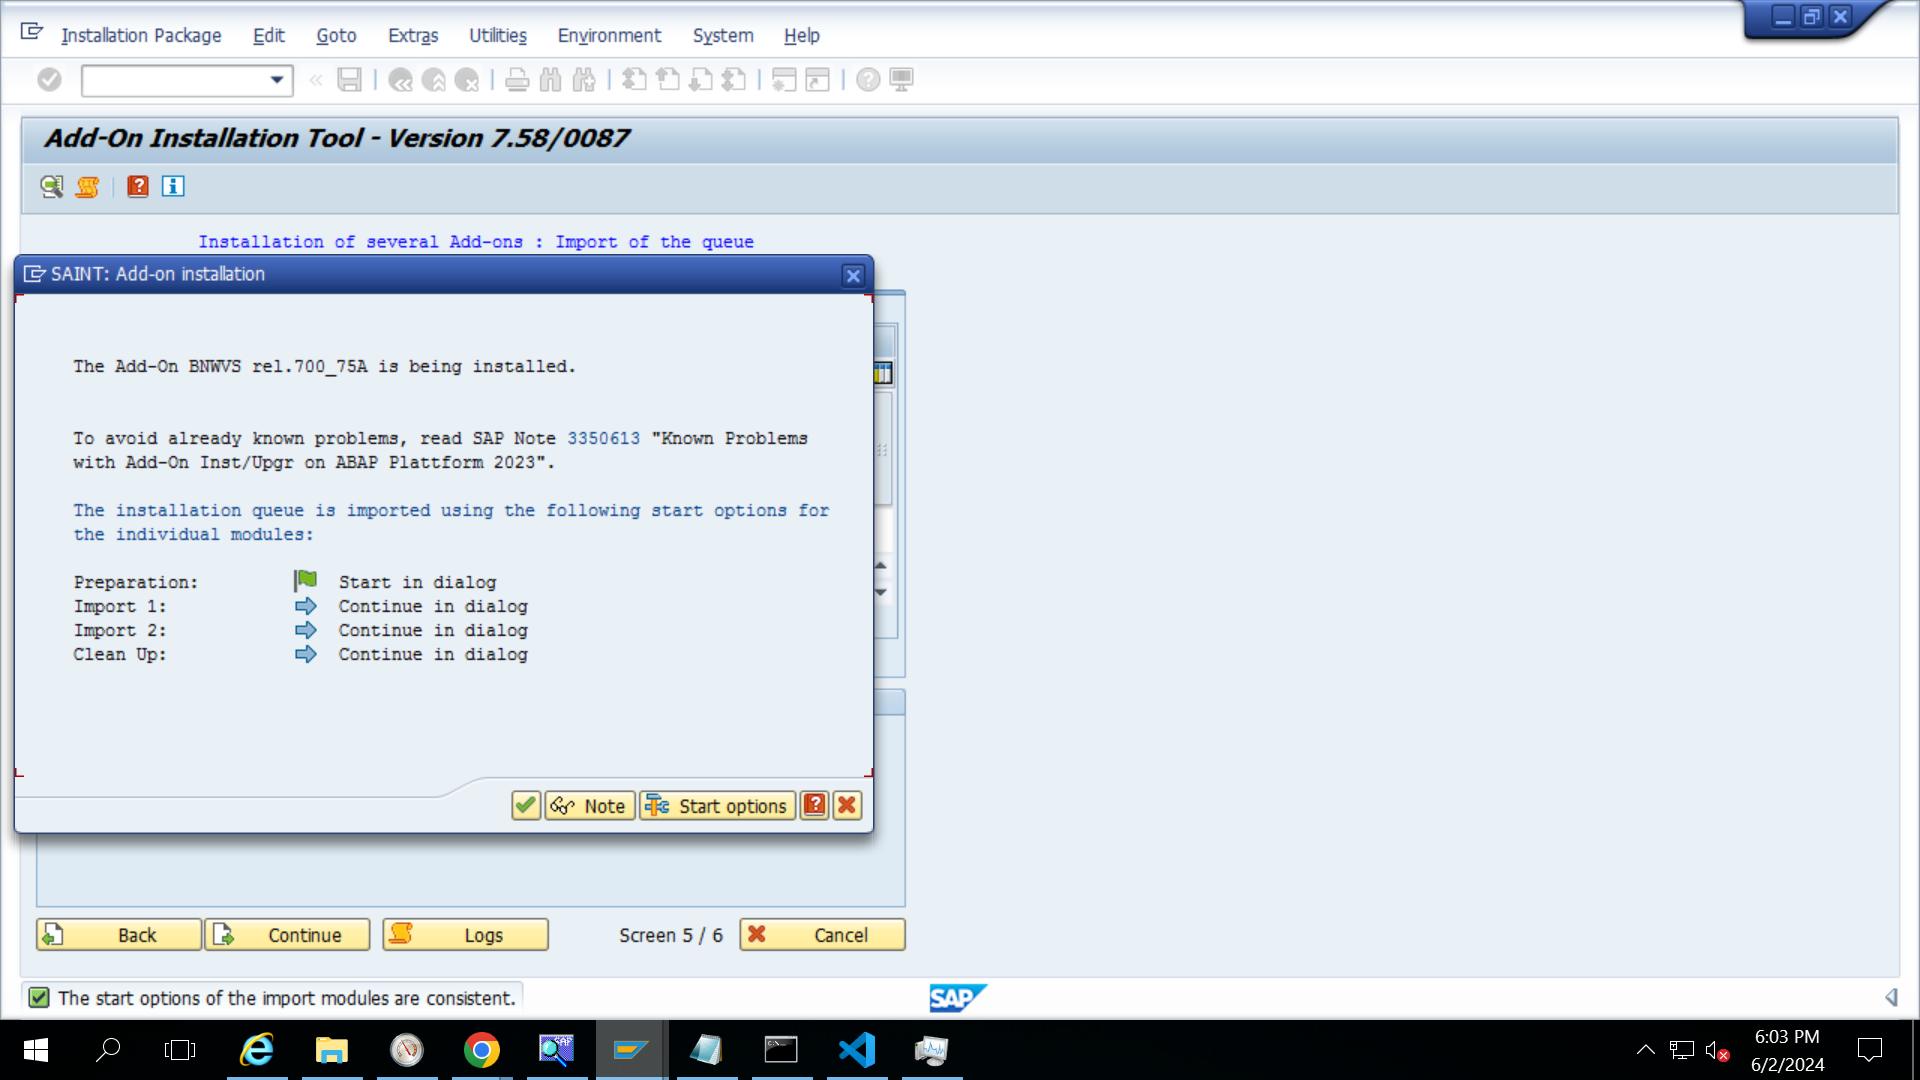 Installation Package Edit Goto Extras Utilities Environment System Help
Add-On Installation Tool - Version 7.58/0087
Installation of several Add-ons : Import of the queue
SAINT: Add-on installation
The Add-On BNWVS rel.700_75A is being installed.
To avoid already known problems, read SAP Note 3350613 "Known Problems
with Add-On Inst/Upgr on ABAP Plattform 2023".
The installation queue is imported using the following start options for
the individual modules:
Preparation: Start in dialog
Import 1: Continue in dialog
Import 2: Continue in dialog
Clean Up: Continue in dialog
Note Start options
Back Continue Logs Screen 5 / 6 Cancel
The start options of the import modules are consistent.
SAP
6:03 PM
6/2/2024